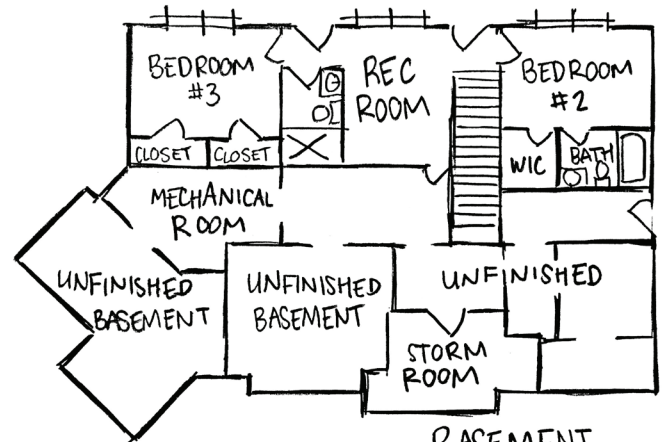 BEDROOM
#3
REC
ROOM
BEDROOM
#2
CLOSET
CLOSET
WIC
BATH
MECHANICAL
ROOM
UNFINISHED
BASEMENT
UNFINISHED
BASEMENT
UNFINISHED
STORM
ROOM
BASEMENT